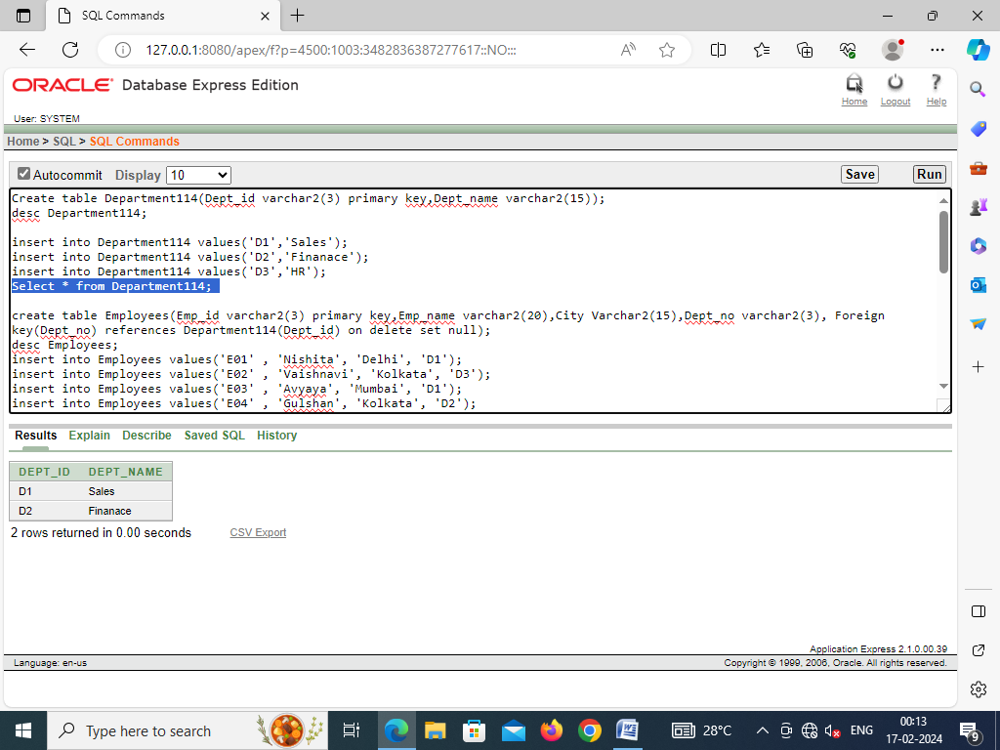 SQL Commands
127.0.0.1:8080/apex/f?p=4500:1003:3482836387277617::NO:::
ORACLE® Database Express Edition
Home Logout Help
User: SYSTEM
Home > SQL > SQL Commands
Autocommit Display 10 Save Run
Create table Department114(Dept_id varchar2(3) primary key,Dept_name varchar2(15));
desc Department114;
insert into Department114 values('D1','Sales');
insert into Department114 values('D2','Finanace');
insert into Department114 values('D3','HR');
Select * from Department114;
create table Employees(Emp_id varchar2(3) primary key,Emp_name varchar2(20),City Varchar2(15),Dept_no varchar2(3), Foreign
key(Dept_no) references Department114(Dept_id) on delete set null);
desc Employees;
insert into Employees values('E01' , 'Nishita', 'Delhi', 'D1');
insert into Employees values('E02' , 'Vaishnavi', 'Kolkata', 'D3');
insert into Employees values('E03' , 'Avyaya', 'Mumbai', 'D1');
insert into Employees values('E04' , 'Gulshan', 'Kolkata', 'D2');
Results Explain Describe Saved SQL History
DEPT_ID DEPT_NAME
D1 Sales
D2 Finanace
2 rows returned in 0.00 seconds CSV Export
Application Express 2.1.0.00.39
Language: en-us Copyright © 1999, 2006, Oracle. All rights reserved.
Type here to search 28°C ENG 00:13
17-02-2024 9